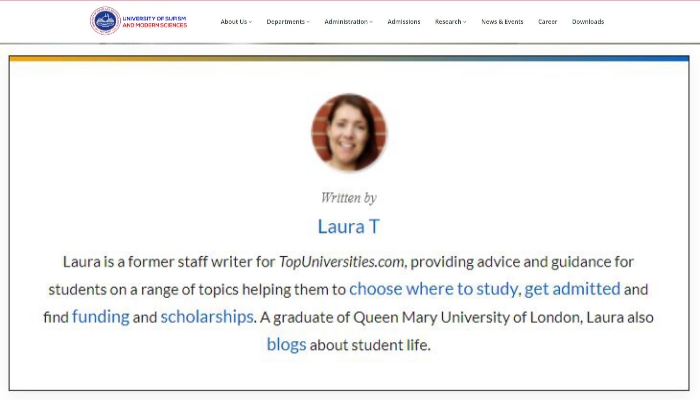 UNIVERSITY OF SUFISM
AND MODERN SCIENCES
About Us Departments Administration Admissions Research News & Events Career Downloads
Written by
Laura T
Laura is a former staff writer for TopUniversities.com, providing advice and guidance for
students on a range of topics helping them to choose where to study, get admitted and
find funding and scholarships. A graduate of Queen Mary University of London, Laura also
blogs about student life.